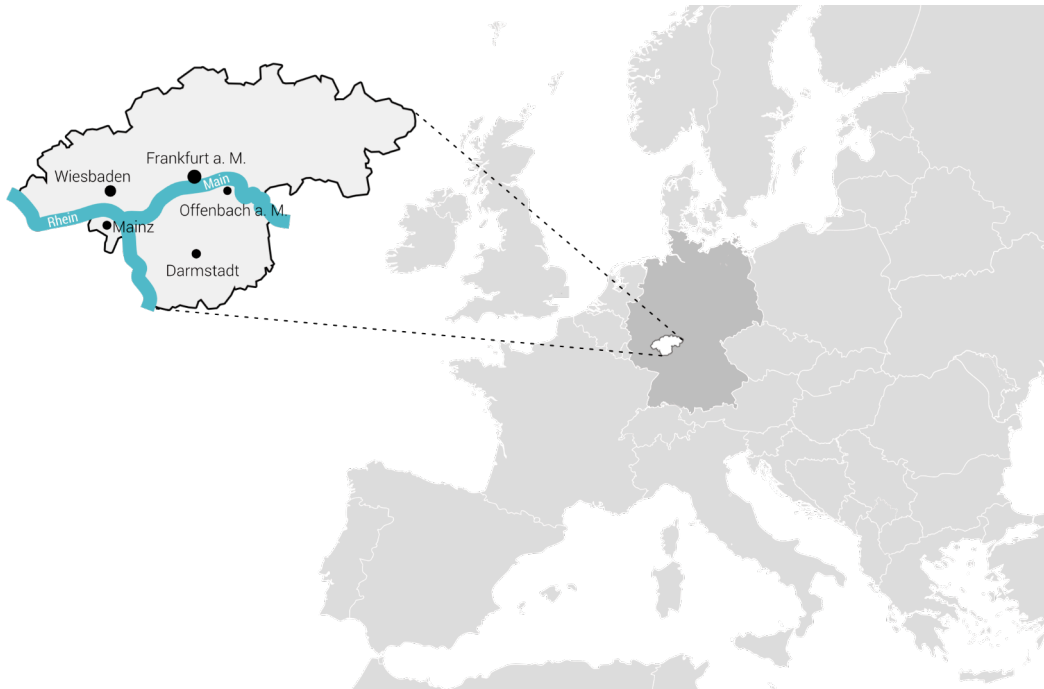 Frankfurt a. M.
Wiesbaden
Main
Offenbach a. M.
Rhein
Mainz
Darmstadt